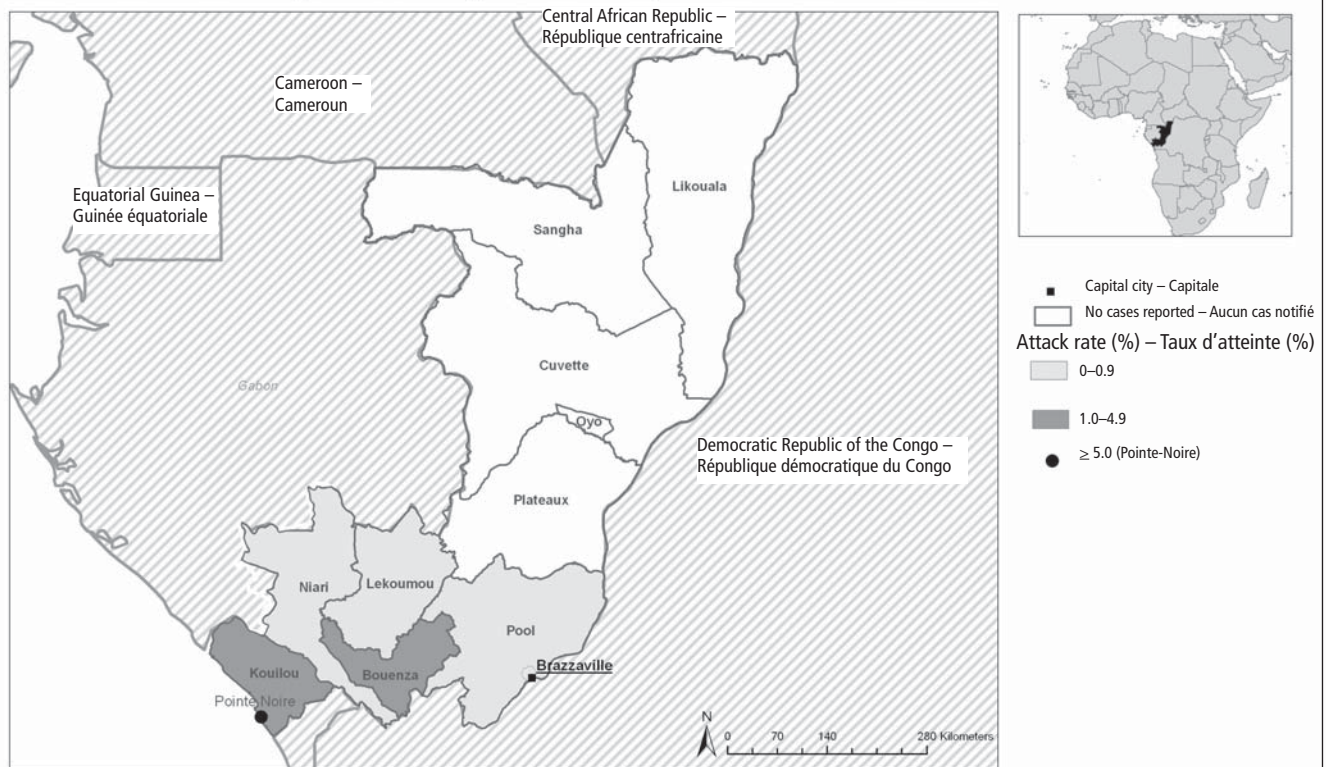 Central African Republic –
République centrafricaine
Cameroon –
Cameroun
Equatorial Guinea –
Guinée équatoriale
Likouala
Sangha
Gabon
Cuvette
Oyo
Democratic Republic of the Congo –
République démocratique du Congo
Plateaux
Niari
Lekoumou
Pool
Kouilou
Bouenza
Brazzaville
Pointe Noire
N
0 70 140 280 Kilometers
Capital city – Capitale
No cases reported – Aucun cas notifié
Attack rate (%) – Taux d'atteinte (%)
0–0.9
1.0–4.9
≥ 5.0 (Pointe-Noire)